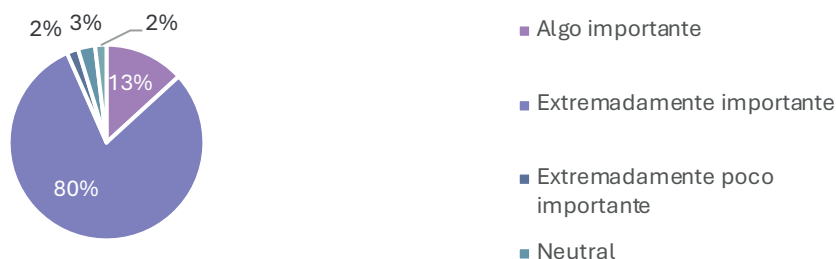 2% 3% 2%
13%
80%
Algo importante
Extremadamente importante
Extremadamente poco
importante
Neutral